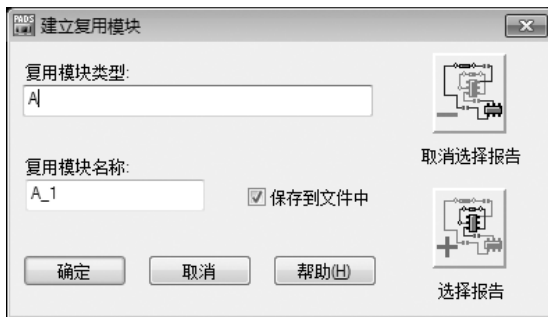 PADS
建立复用模块
复用模块类型:
A
取消选择报告
复用模块名称:
A_1
保存到文件中
确定
取消
帮助(H)
选择报告